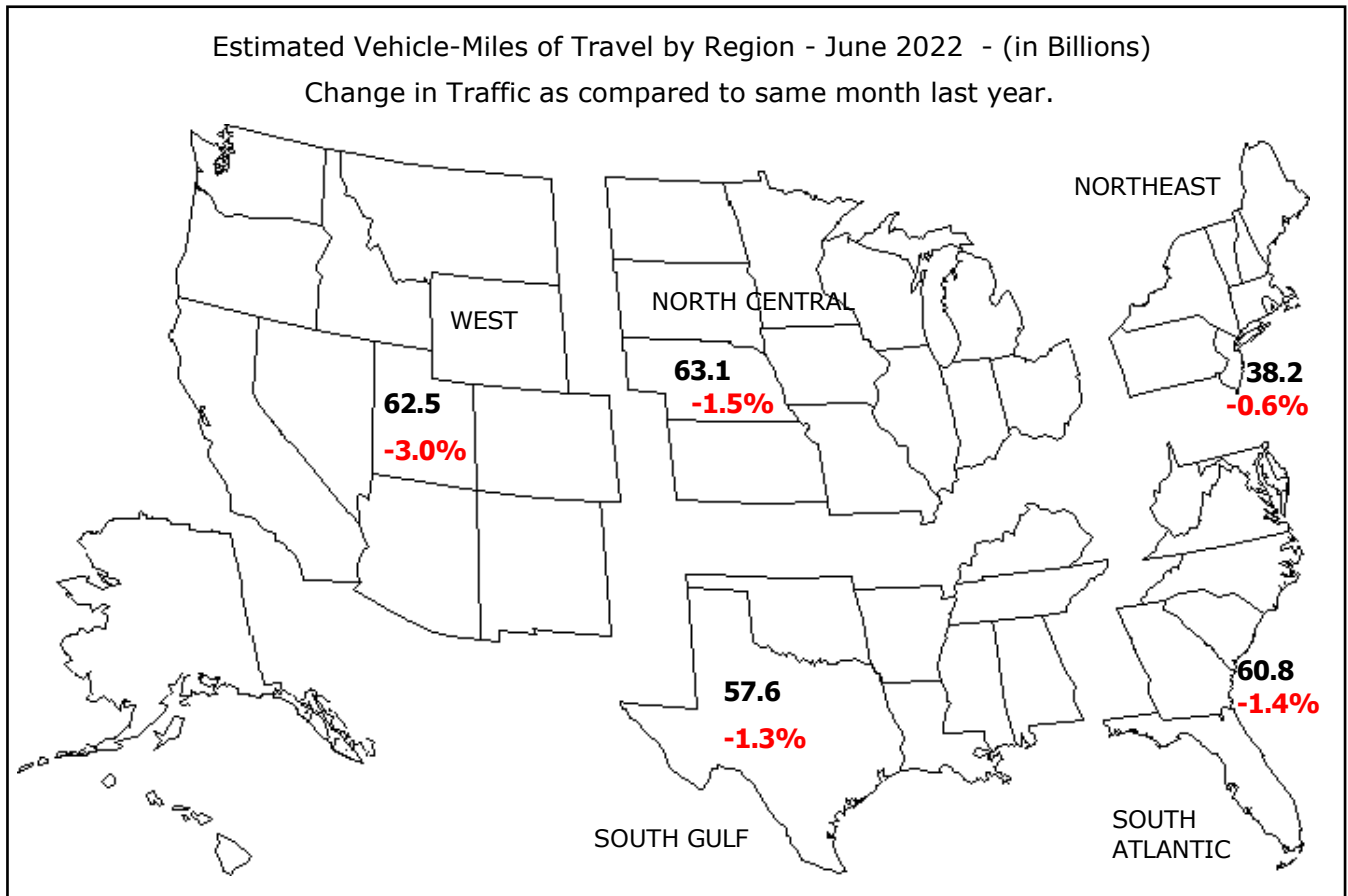 Estimated Vehicle-Miles of Travel by Region - June 2022 - (in Billions)
Change in Traffic as compared to same month last year.
NORTHEAST
WEST
NORTH CENTRAL
62.5
-3.0%
63.1
-1.5%
38.2
-0.6%
57.6
-1.3%
60.8
-1.4%
SOUTH GULF
SOUTH
ATLANTIC